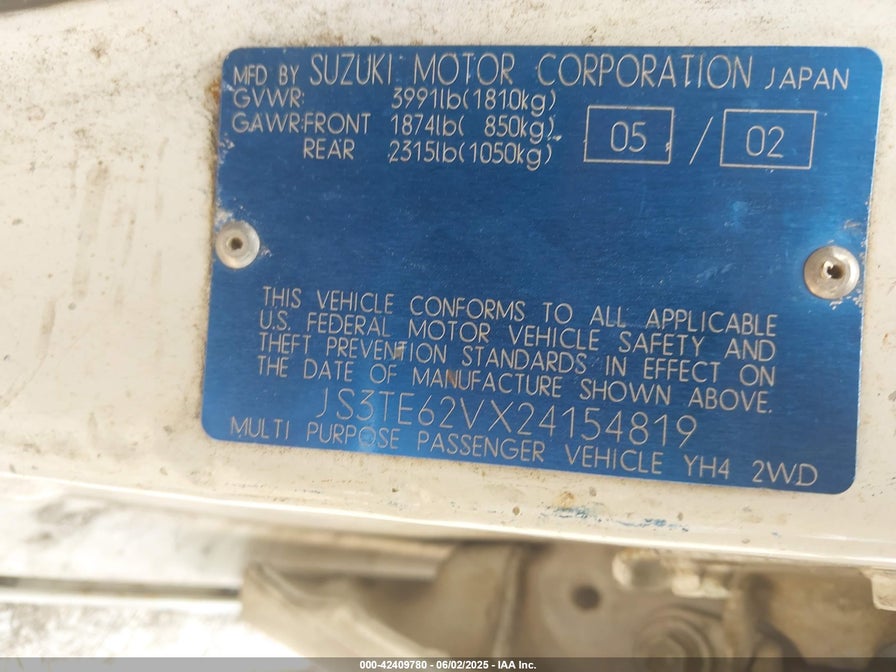 MFD BY SUZUKI MOTOR CORPORATION JAPAN
GVWR: 3991lb(1810kg)
GAWR:FRONT 1874lb( 850kg)
REAR 2315lb(1050kg)
05 / 02
THIS VEHICLE CONFORMS TO ALL APPLICABLE
U.S. FEDERAL MOTOR VEHICLE SAFETY AND
THEFT PREVENTION STANDARDS IN EFFECT ON
THE DATE OF MANUFACTURE SHOWN ABOVE.
JS3TE62VX24154819
MULTI PURPOSE PASSENGER VEHICLE YH4 2WD
000-42409780 - 06/02/2025 - IAA Inc.